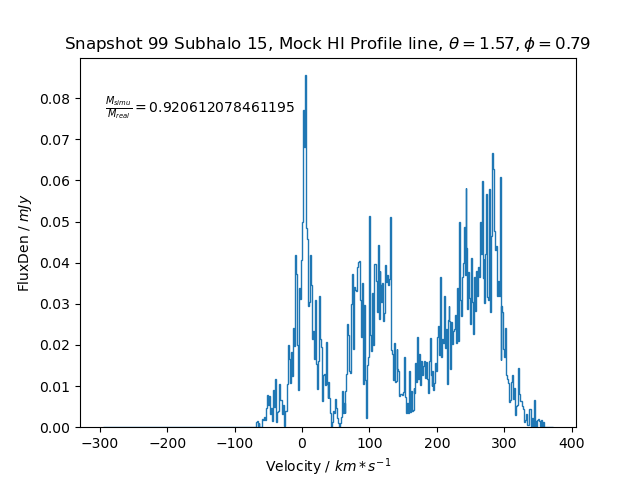 Snapshot 99 Subhalo 15, Mock HI Profile line, θ = 1.57, ϕ = 0.79
M_simu/M_real = 0.920612078461195
FluxDen / mJy
0.08
0.07
0.06
0.05
0.04
0.03
0.02
0.01
0.00
−300 −200 −100 0 100 200 300 400
Velocity / km * s^−1